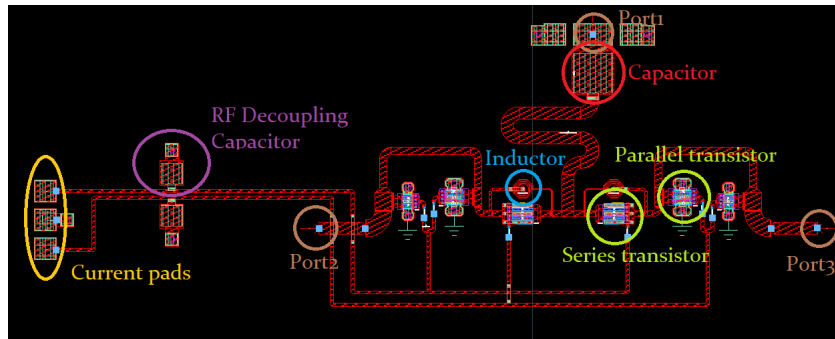 Port1
Capacitor
RF Decoupling
Capacitor
Inductor
Parallel transistor
Port2
Series transistor
Port3
Current pads